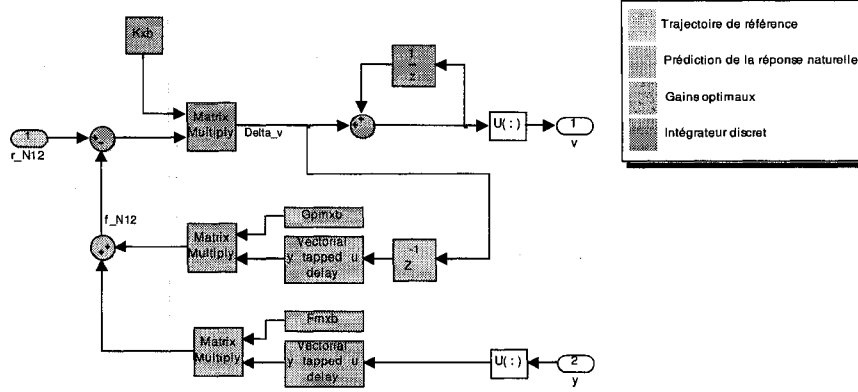 Kxb
1
z
Matrix
Multiply
Delta_v
U( : )
1
v
1
r_N12
f_N12
Gpmxb
Matrix
Multiply
Vectorial
y tapped u
delay
-1
Z
Fmxb
Matrix
Multiply
Vectorial
y tapped u
delay
U( : )
2
y
Trajectoire de référence
Prédiction de la réponse naturelle
Gains optimaux
Intégrateur discret